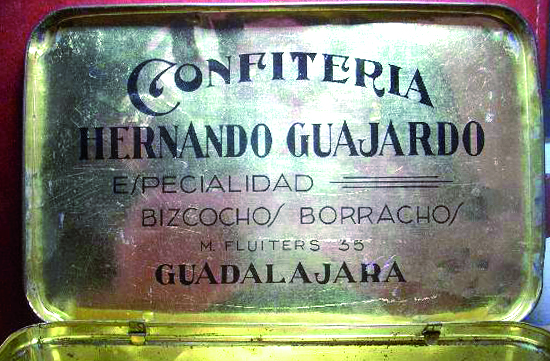 CONFITERIA
HERNANDO GUAJARDO
ESPECIALIDAD
BIZCOCHOS BORRACHOS
M. FLUITERS 35
GUADALAJARA